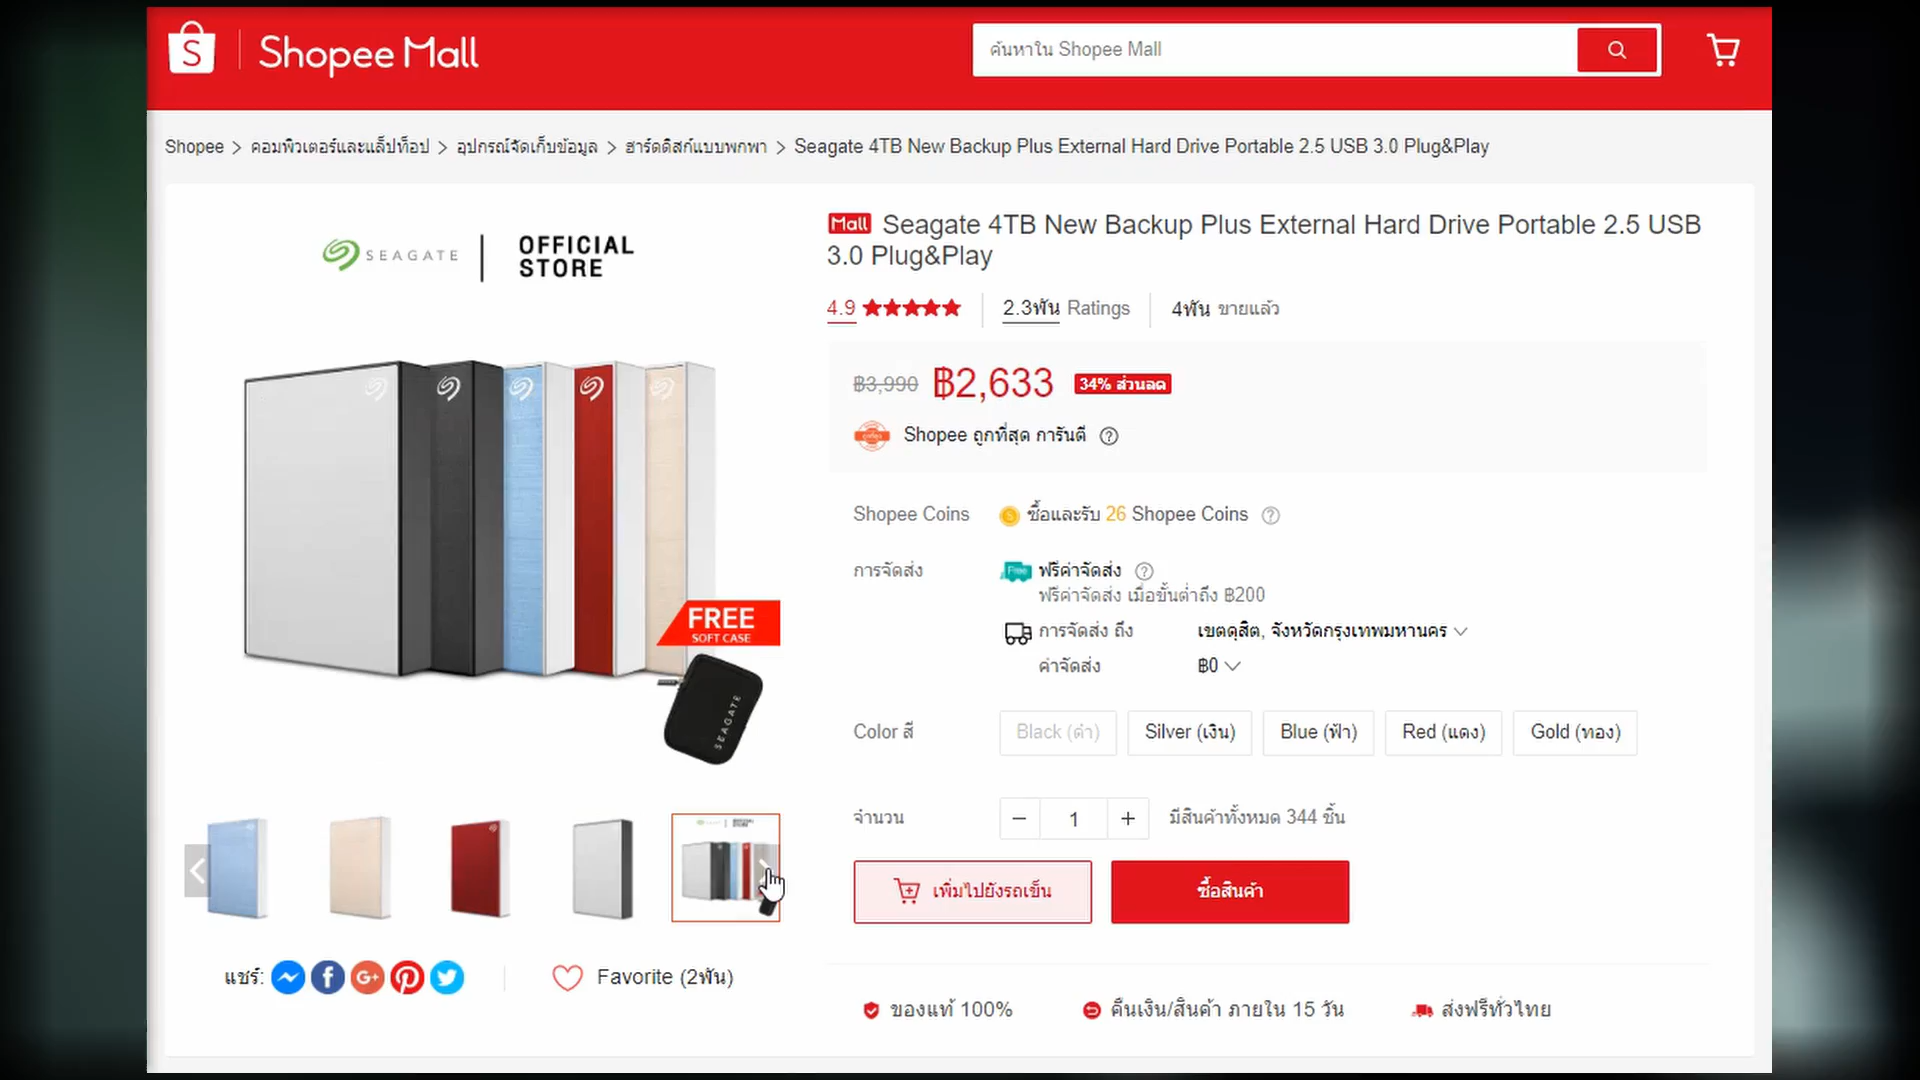 S
Shopee Mall
ค้นหาใน Shopee Mall
Shopee > คอมพิวเตอร์และแล็ปท็อป > อุปกรณ์จัดเก็บข้อมูล > ฮาร์ดดิสก์แบบพกพา > Seagate 4TB New Backup Plus External Hard Drive Portable 2.5 USB 3.0 Plug&Play
SEAGATE
OFFICIAL
STORE
FREE
SOFT CASE
SEAGATE
แชร์:
Favorite (2พัน)
Mall Seagate 4TB New Backup Plus External Hard Drive Portable 2.5 USB
3.0 Plug&Play
4.9
2.3พัน Ratings
4พัน ขายแล้ว
฿3,990 ฿2,633 34% ส่วนลด
Shopee ถูกที่สุด การันตี ?
Shopee Coins ซื้อและรับ 26 Shopee Coins ?
การจัดส่ง Free ฟรีค่าจัดส่ง ?
ฟรีค่าจัดส่ง เมื่อขั้นต่ำถึง ฿200
การจัดส่ง ถึง เขตดุสิต, จังหวัดกรุงเทพมหานคร
ค่าจัดส่ง ฿0
Color สี Black (ดำ) Silver (เงิน) Blue (ฟ้า) Red (แดง) Gold (ทอง)
จำนวน − 1 + มีสินค้าทั้งหมด 344 ชิ้น
เพิ่มไปยังรถเข็น
ซื้อสินค้า
ของแท้ 100%
คืนเงิน/สินค้า ภายใน 15 วัน
ส่งฟรีทั่วไทย